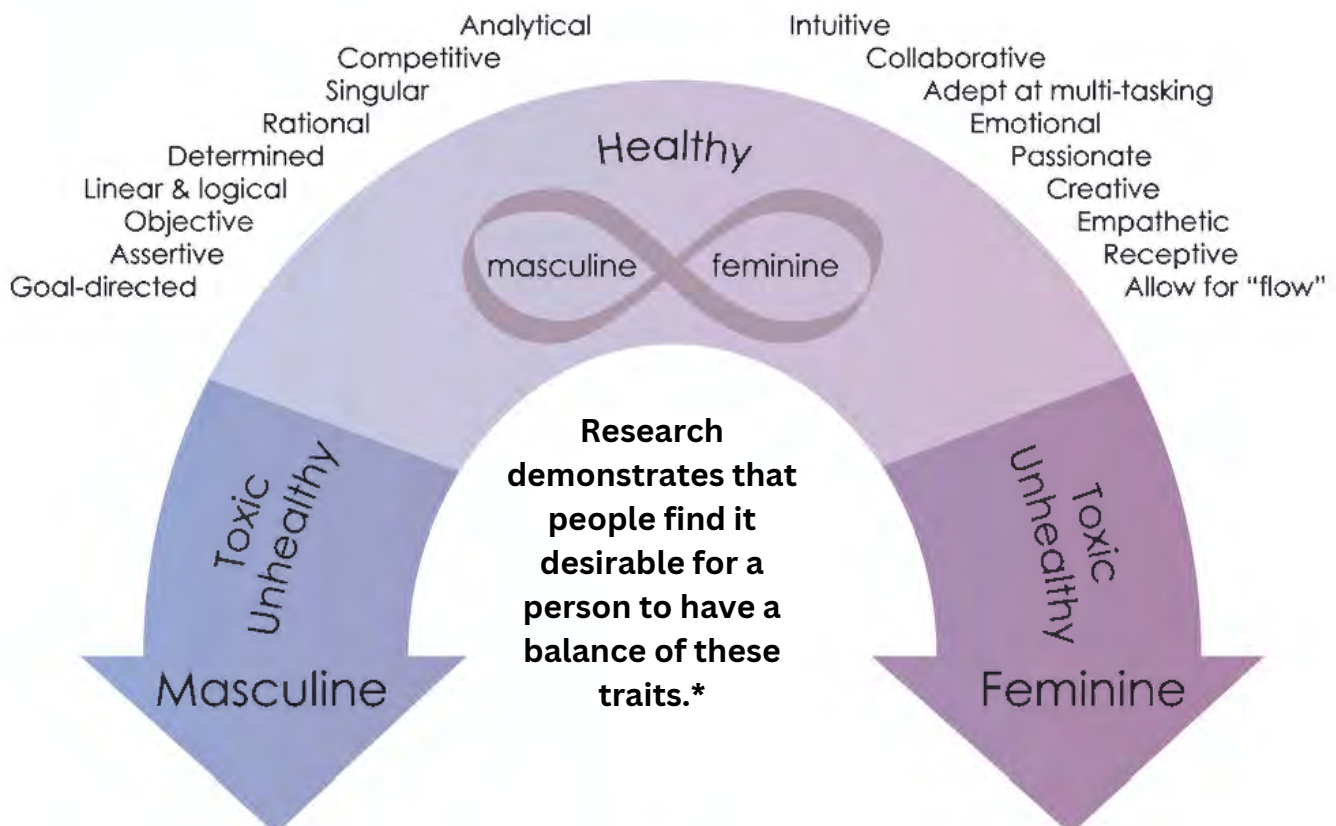 Analytical
Competitive
Singular
Rational
Determined
Linear & logical
Objective
Assertive
Goal-directed
Intuitive
Collaborative
Adept at multi-tasking
Emotional
Passionate
Creative
Empathetic
Receptive
Allow for "flow"
Healthy
masculine
feminine
Toxic
Unhealthy
Masculine
Research
demonstrates that
people find it
desirable for a
person to have a
balance of these
traits.*
Toxic
Unhealthy
Feminine